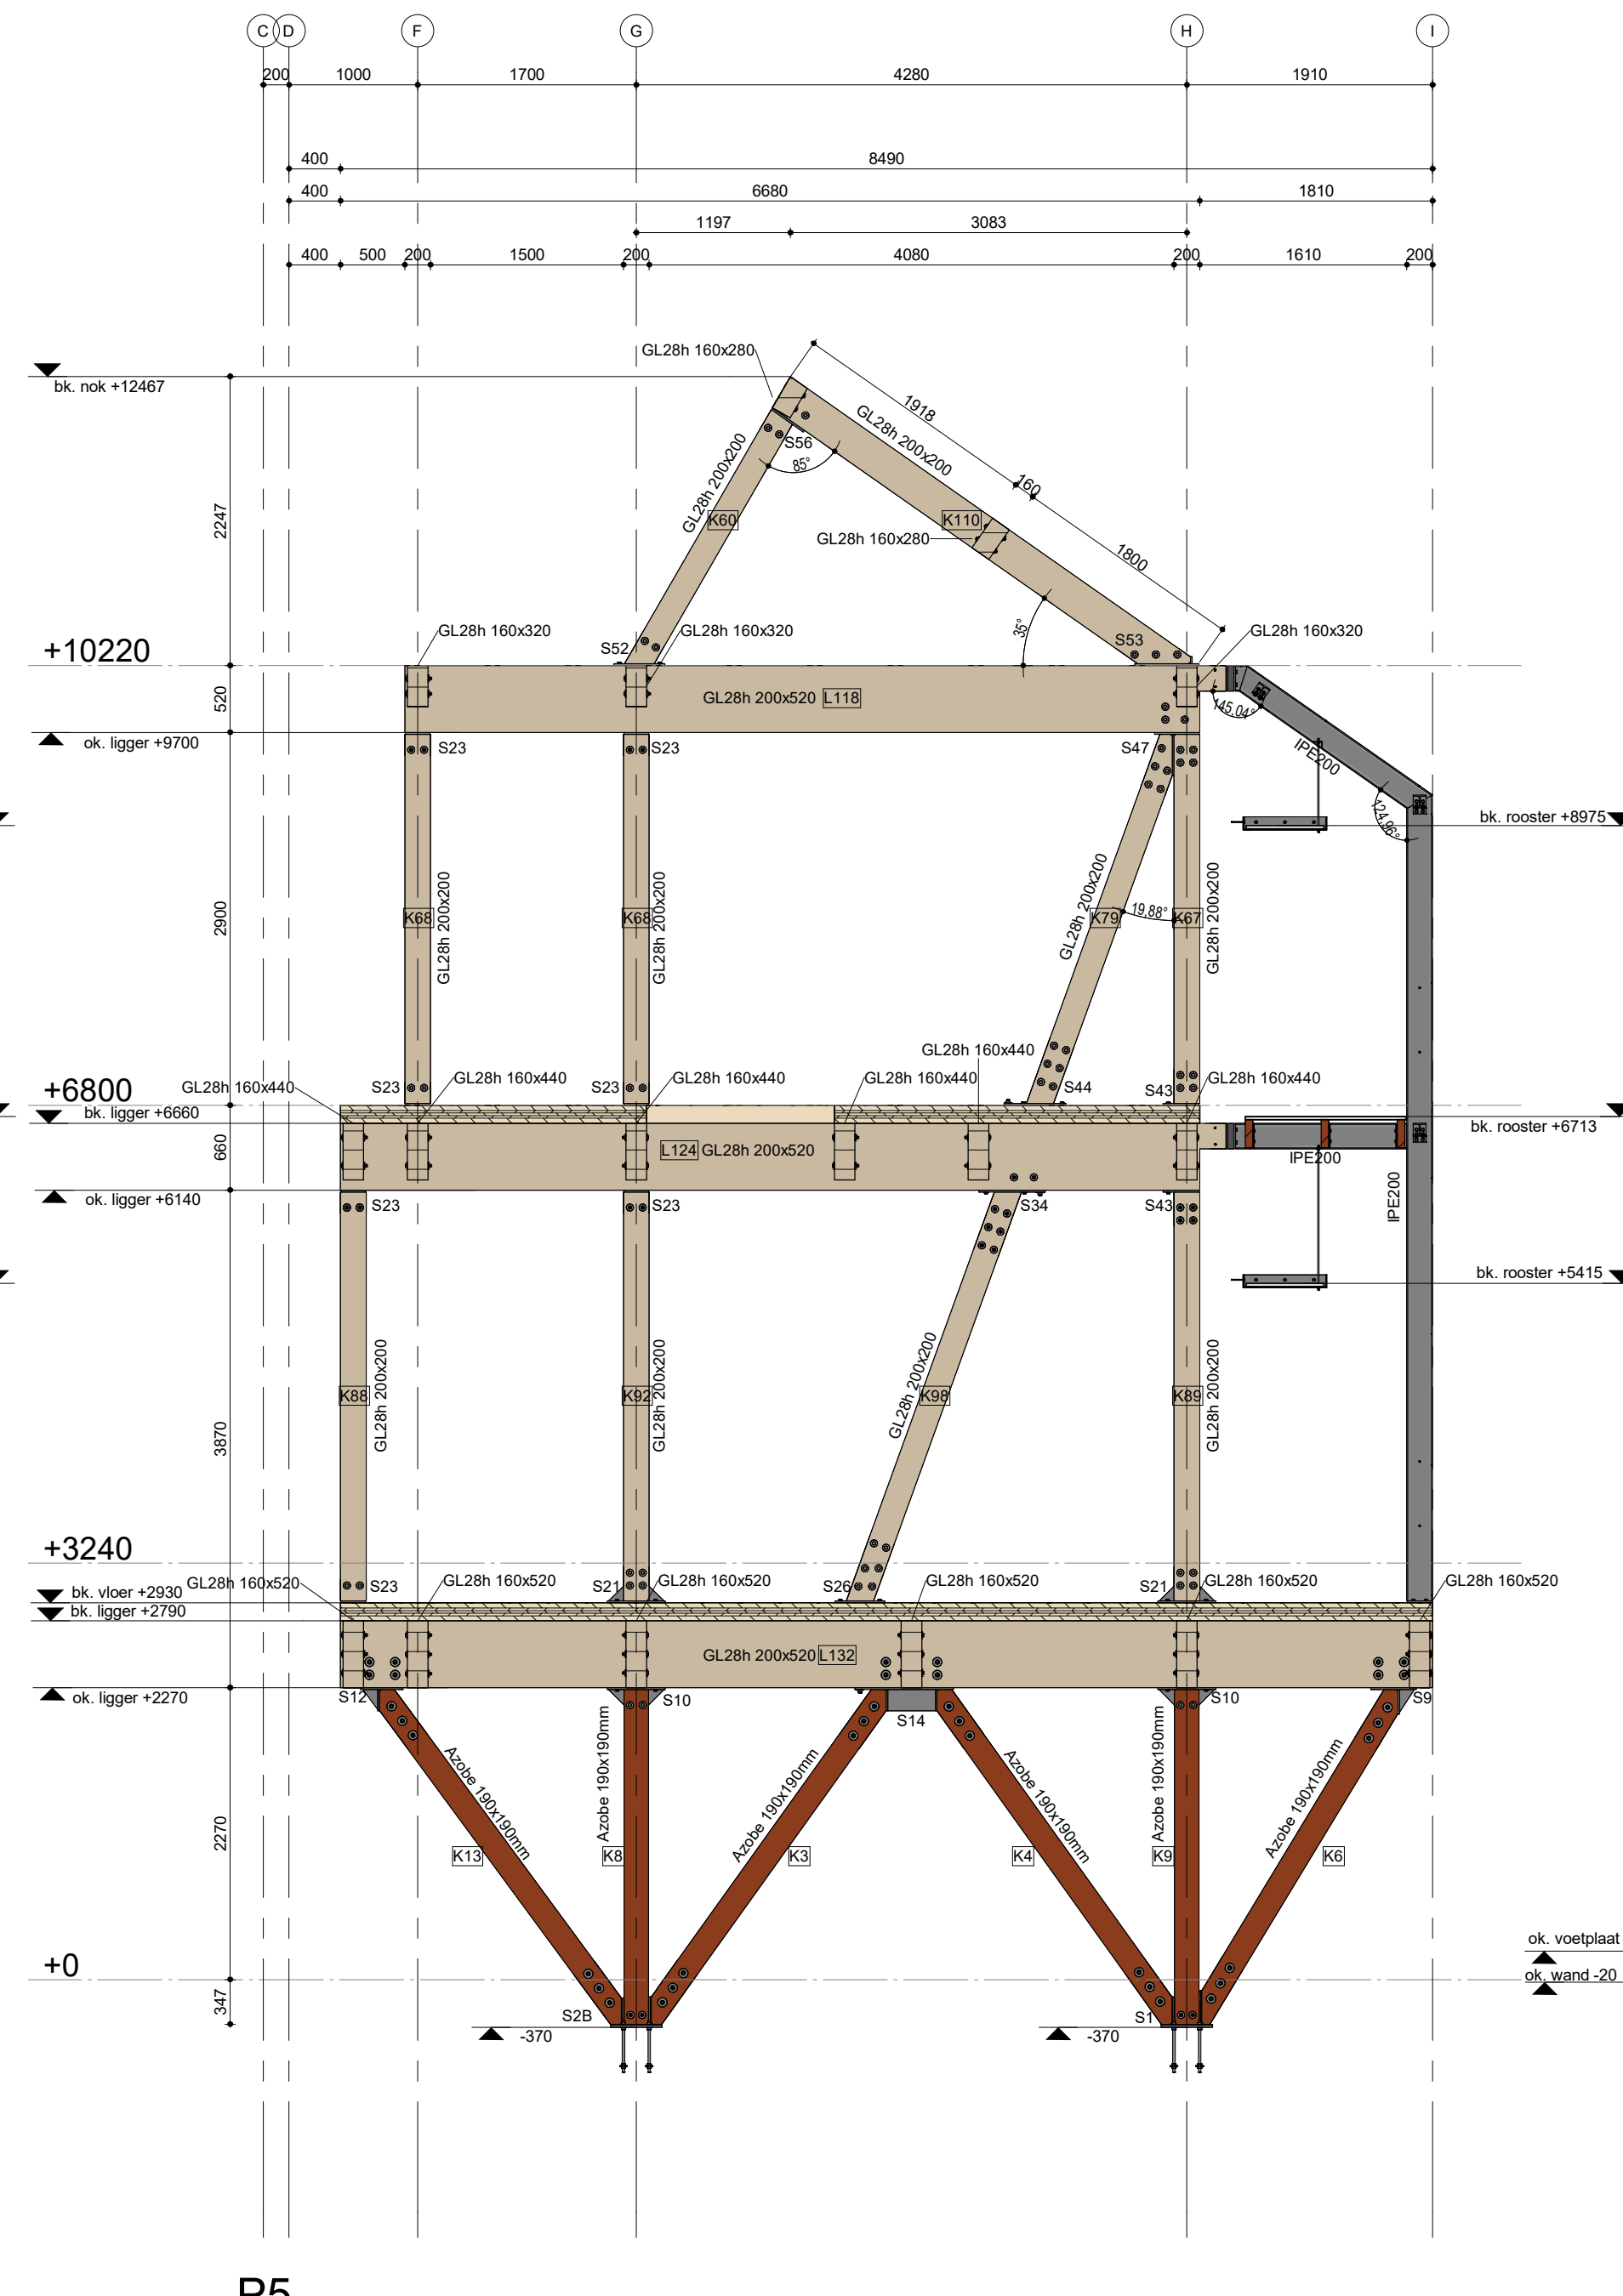 C D F G H I
200 1000 1700 4280 1910
400 8490
400 6680 1810
1197 3083
400 500 200 1500 200 4080 200 1610 200
GL28h 160x280
bk. nok +12467
1918
GL28h 200x200
S56
85°
GL28h 200x200
160
K60
K110
GL28h 160x280
2247
1800
35°
GL28h 160x320
S52
GL28h 160x320
S53
GL28h 160x320
+10220
520
GL28h 200x520 L118
145,04°
ok. ligger +9700
S23
S23
S47
IPE200
124,96°
bk. rooster +8975
2900
K68
GL28h 200x200
K68
GL28h 200x200
GL28h 200x200
K79
19,88°
K67
GL28h 200x200
GL28h 160x440
+6800
GL28h 160x440
S23
GL28h 160x440
S23
GL28h 160x440
GL28h 160x440
S44
S43
GL28h 160x440
bk. ligger +6660
bk. rooster +6713
660
L124 GL28h 200x520
IPE200
ok. ligger +6140
S23
S23
S34
S43
IPE200
bk. rooster +5415
3870
K88
GL28h 200x200
K92
GL28h 200x200
GL28h 200x200
K98
K89
GL28h 200x200
+3240
bk. vloer +2930
GL28h 160x520
S23
GL28h 160x520
S21
GL28h 160x520
S26
GL28h 160x520
S21
GL28h 160x520
GL28h 160x520
bk. ligger +2790
GL28h 200x520 L132
ok. ligger +2270
S12
S10
S14
S10
S9
2270
Azobe 190x190mm
K13
Azobe 190x190mm
K8
Azobe 190x190mm
K3
Azobe 190x190mm
K4
Azobe 190x190mm
K9
Azobe 190x190mm
K6
ok. voetplaat
+0
ok. wand -20
347
S2B
S1
-370
-370
P5